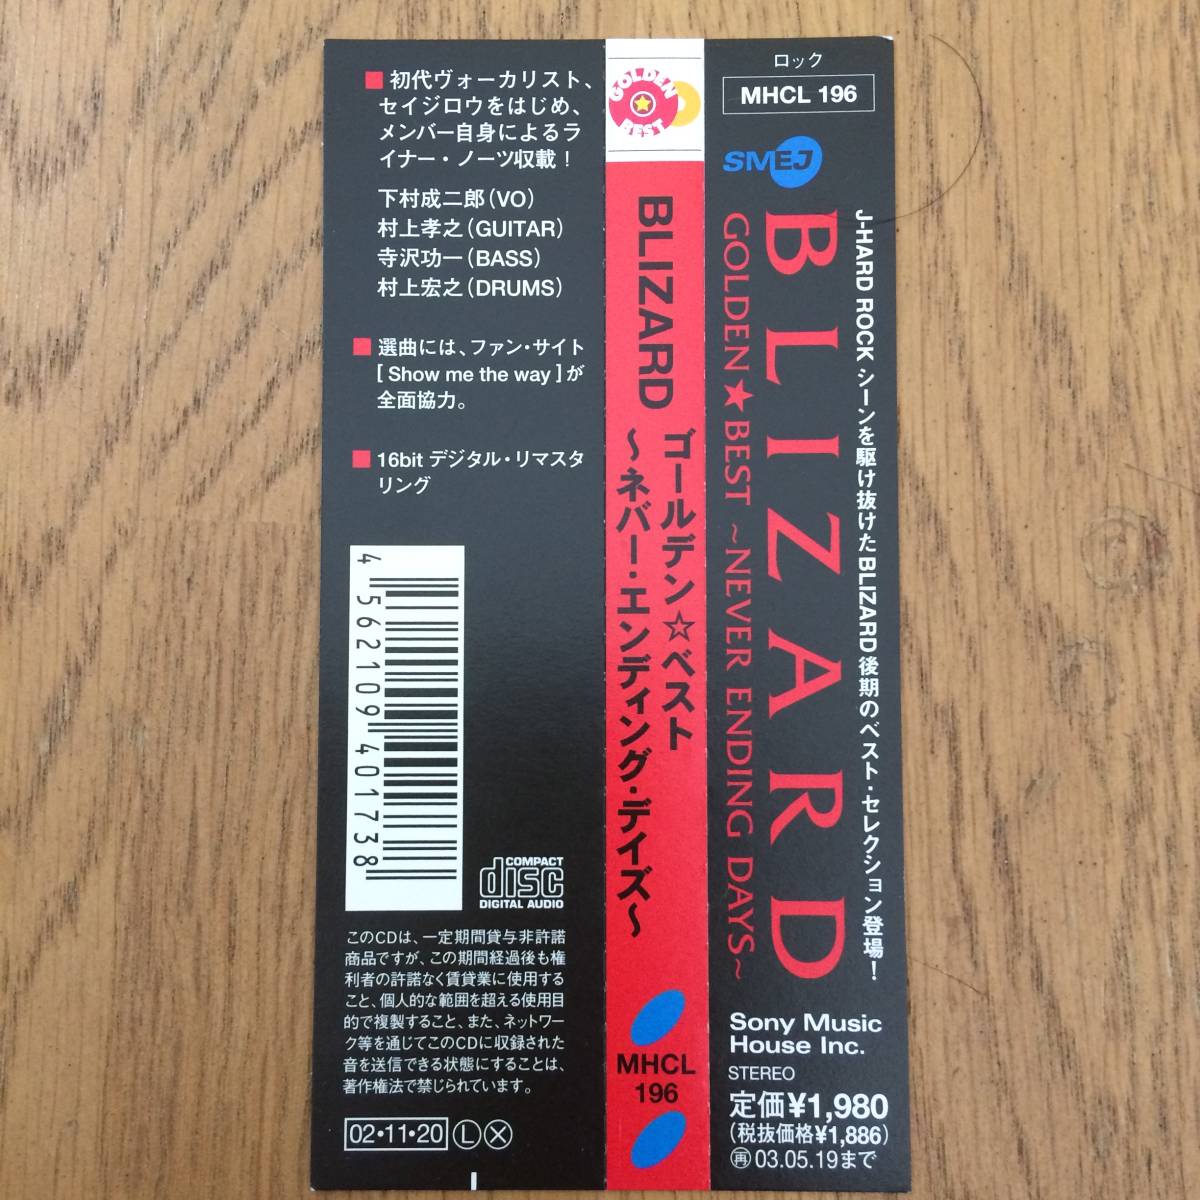 ■ 初代ヴォーカリスト、
セイジロウをはじめ、
メンバー自身によるラ
イナー・ノーツ収載！
下村成二郎(VO)
村上孝之(GUITAR)
寺沢功一(BASS)
村上宏之(DRUMS)
■ 選曲には、ファン・サイト
[ Show me the way ]が
全面協力。
■ 16bit デジタル・リマスタ
リング
4 562109 401738
COMPACT
disc
DIGITAL AUDIO
このCDは、一定期間貸与非許諾
商品ですが、この期間経過後も権
利者の許諾なく賃貸業に使用する
こと、個人的な範囲を超える使用目
的で複製すること、また、ネットワー
ク等を通じてこのCDに収録された
音を送信できる状態にすることは、
著作権法で禁じられています。
02・11・20 Ⓛ Ⓧ
GOLDEN
BEST
BLIZARD
ゴールデン☆ベスト
〜ネバー・エンディング・デイズ〜
MHCL
196
ロック
MHCL 196
SMEJ
J-HARD ROCK シーンを駆け抜けたBLIZARD後期のベスト・セレクション登場！
BLIZARD
GOLDEN★BEST ~NEVER ENDING DAYS~
Sony Music
House Inc.
STEREO
定価¥1,980
(税抜価格¥1,886)
㊢03.05.19まで